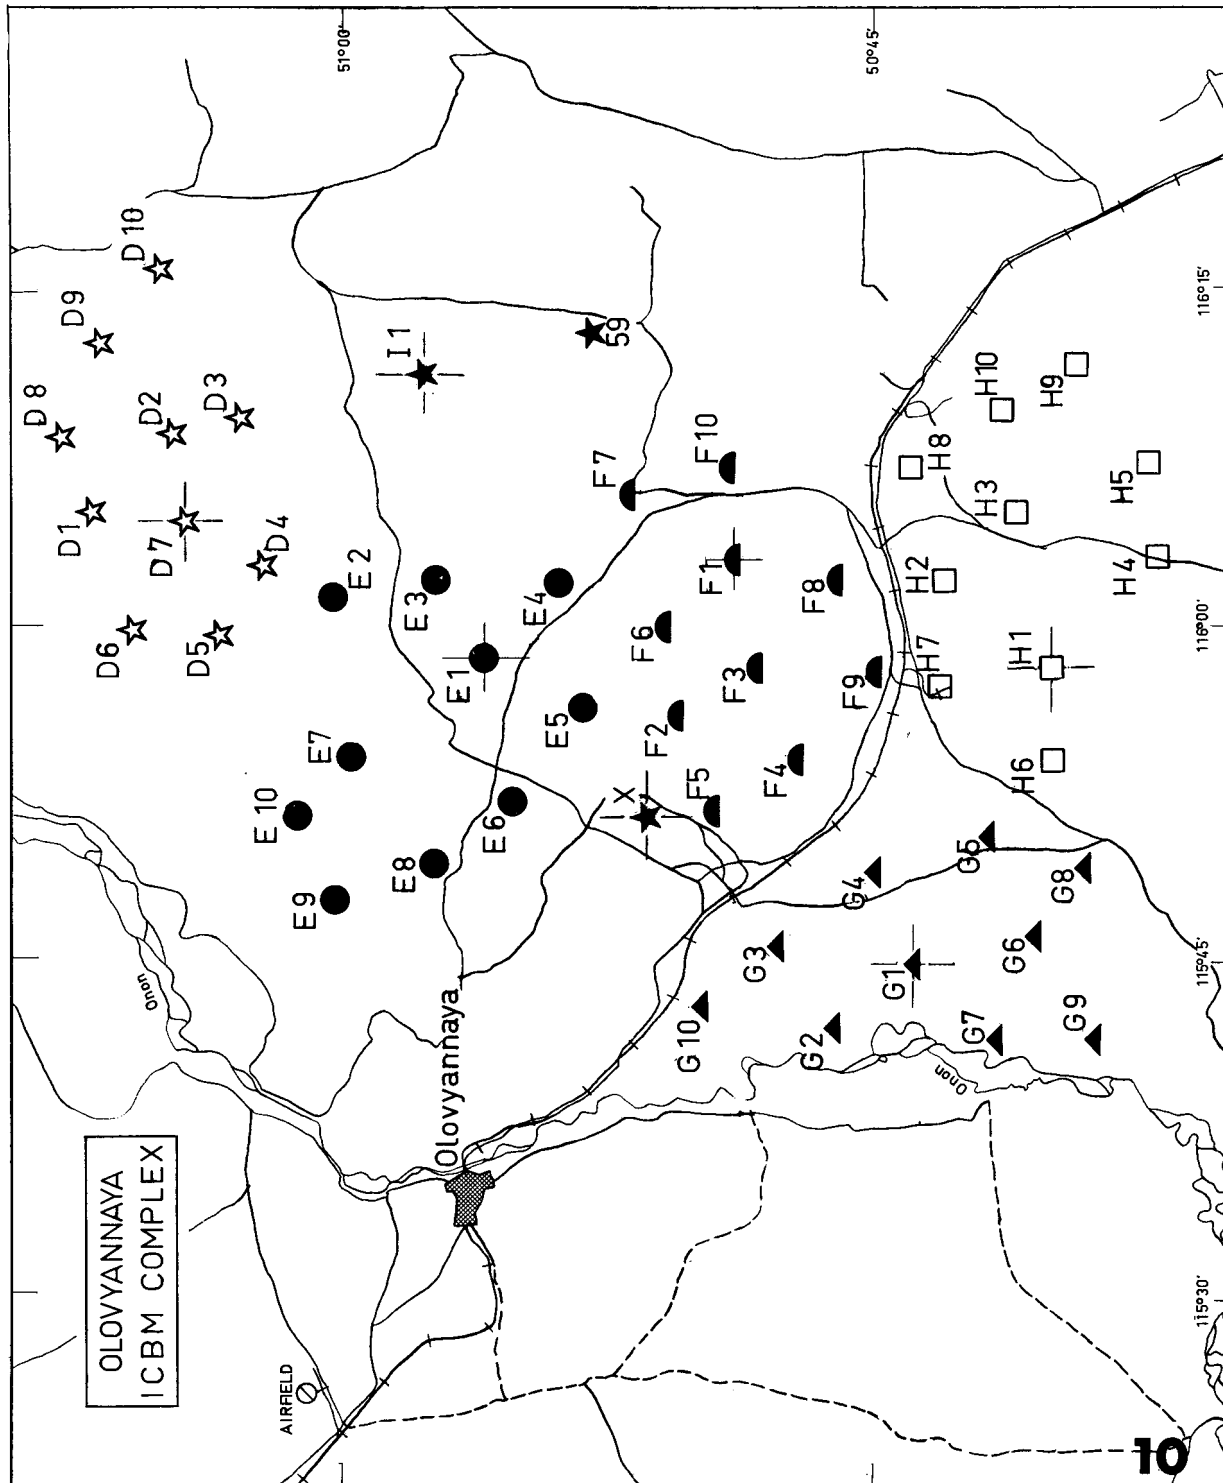 OLOVYANNAYA
ICBM COMPLEX
AIRFIELD
Olovyannaya
Onon
Onon
51°00'
50°45'
115°30'
115°45'
116°00'
116°15'
D1
D2
D3
D4
D5
D6
D7
D8
D9
D10
E1
E2
E3
E4
E5
E6
E7
E8
E9
E10
F1
F2
F3
F4
F5
F6
F7
F8
F9
F10
G1
G2
G3
G4
G5
G6
G7
G8
G9
G10
H1
H2
H3
H4
H5
H6
H7
H8
H9
H10
I1
59
X
10